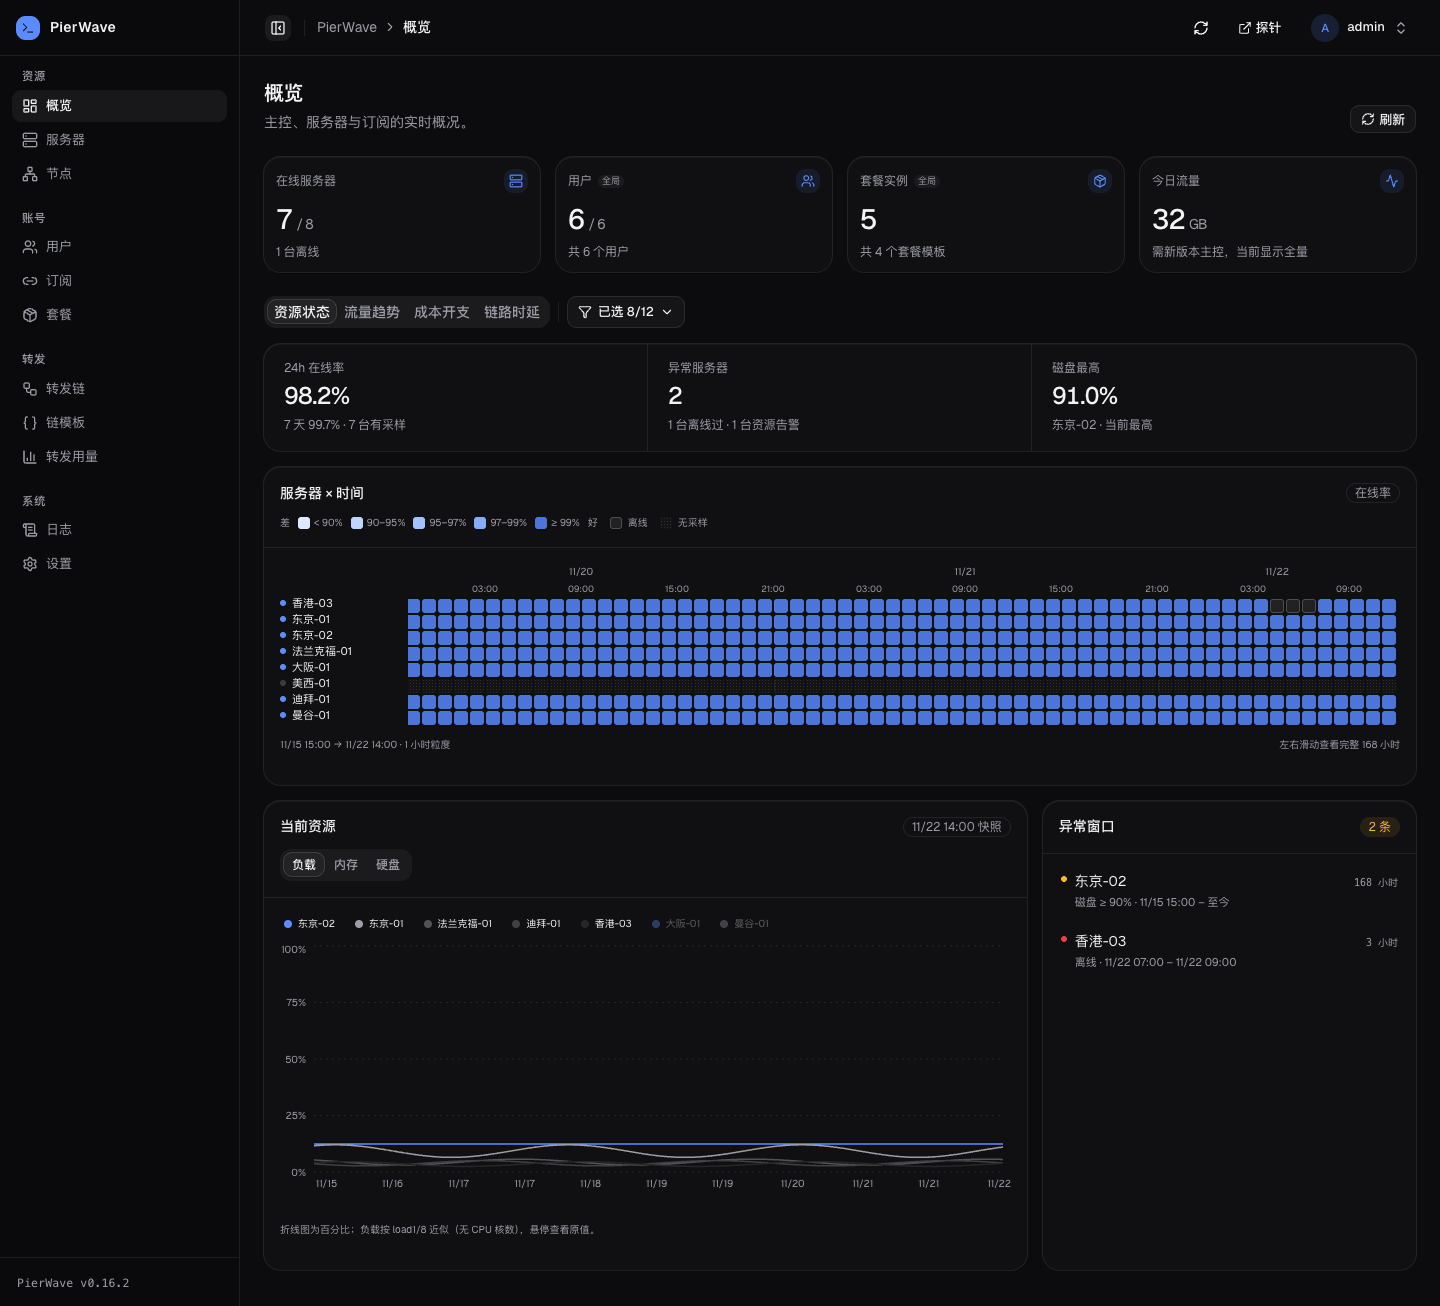 PierWave
PierWave > 概览
探针
A admin
资源
概览
服务器
节点
账号
用户
订阅
套餐
转发
转发链
链模板
转发用量
系统
日志
设置
PierWave v0.16.2
概览
主控、服务器与订阅的实时概况。
刷新
在线服务器
7 / 8
1 台离线
用户 全局
6 / 6
共 6 个用户
套餐实例 全局
5
共 4 个套餐模板
今日流量
32 GB
需新版本主控，当前显示全量
资源状态 流量趋势 成本开支 链路时延
已选 8/12
24h 在线率
98.2%
7 天 99.7% · 7 台有采样
异常服务器
2
1 台离线过 · 1 台资源告警
磁盘最高
91.0%
东京-02 · 当前最高
服务器 × 时间
在线率
差 < 90% 90–95% 95–97% 97–99% ≥ 99% 好 离线 无采样
11/20 11/21 11/22
03:00 09:00 15:00 21:00 03:00 09:00 15:00 21:00 03:00 09:00
香港-03
东京-01
东京-02
法兰克福-01
大阪-01
美西-01
迪拜-01
曼谷-01
11/15 15:00 → 11/22 14:00 · 1 小时粒度
左右滑动查看完整 168 小时
当前资源
11/22 14:00 快照
负载 内存 硬盘
东京-02 东京-01 法兰克福-01 迪拜-01 香港-03 大阪-01 曼谷-01
100%
75%
50%
25%
0%
11/15 11/16 11/17 11/17 11/18 11/19 11/19 11/20 11/21 11/21 11/22
折线图为百分比；负载按 load1/8 近似（无 CPU 核数），悬停查看原值。
异常窗口
2 条
东京-02
168 小时
磁盘 ≥ 90% · 11/15 15:00 – 至今
香港-03
3 小时
离线 · 11/22 07:00 – 11/22 09:00